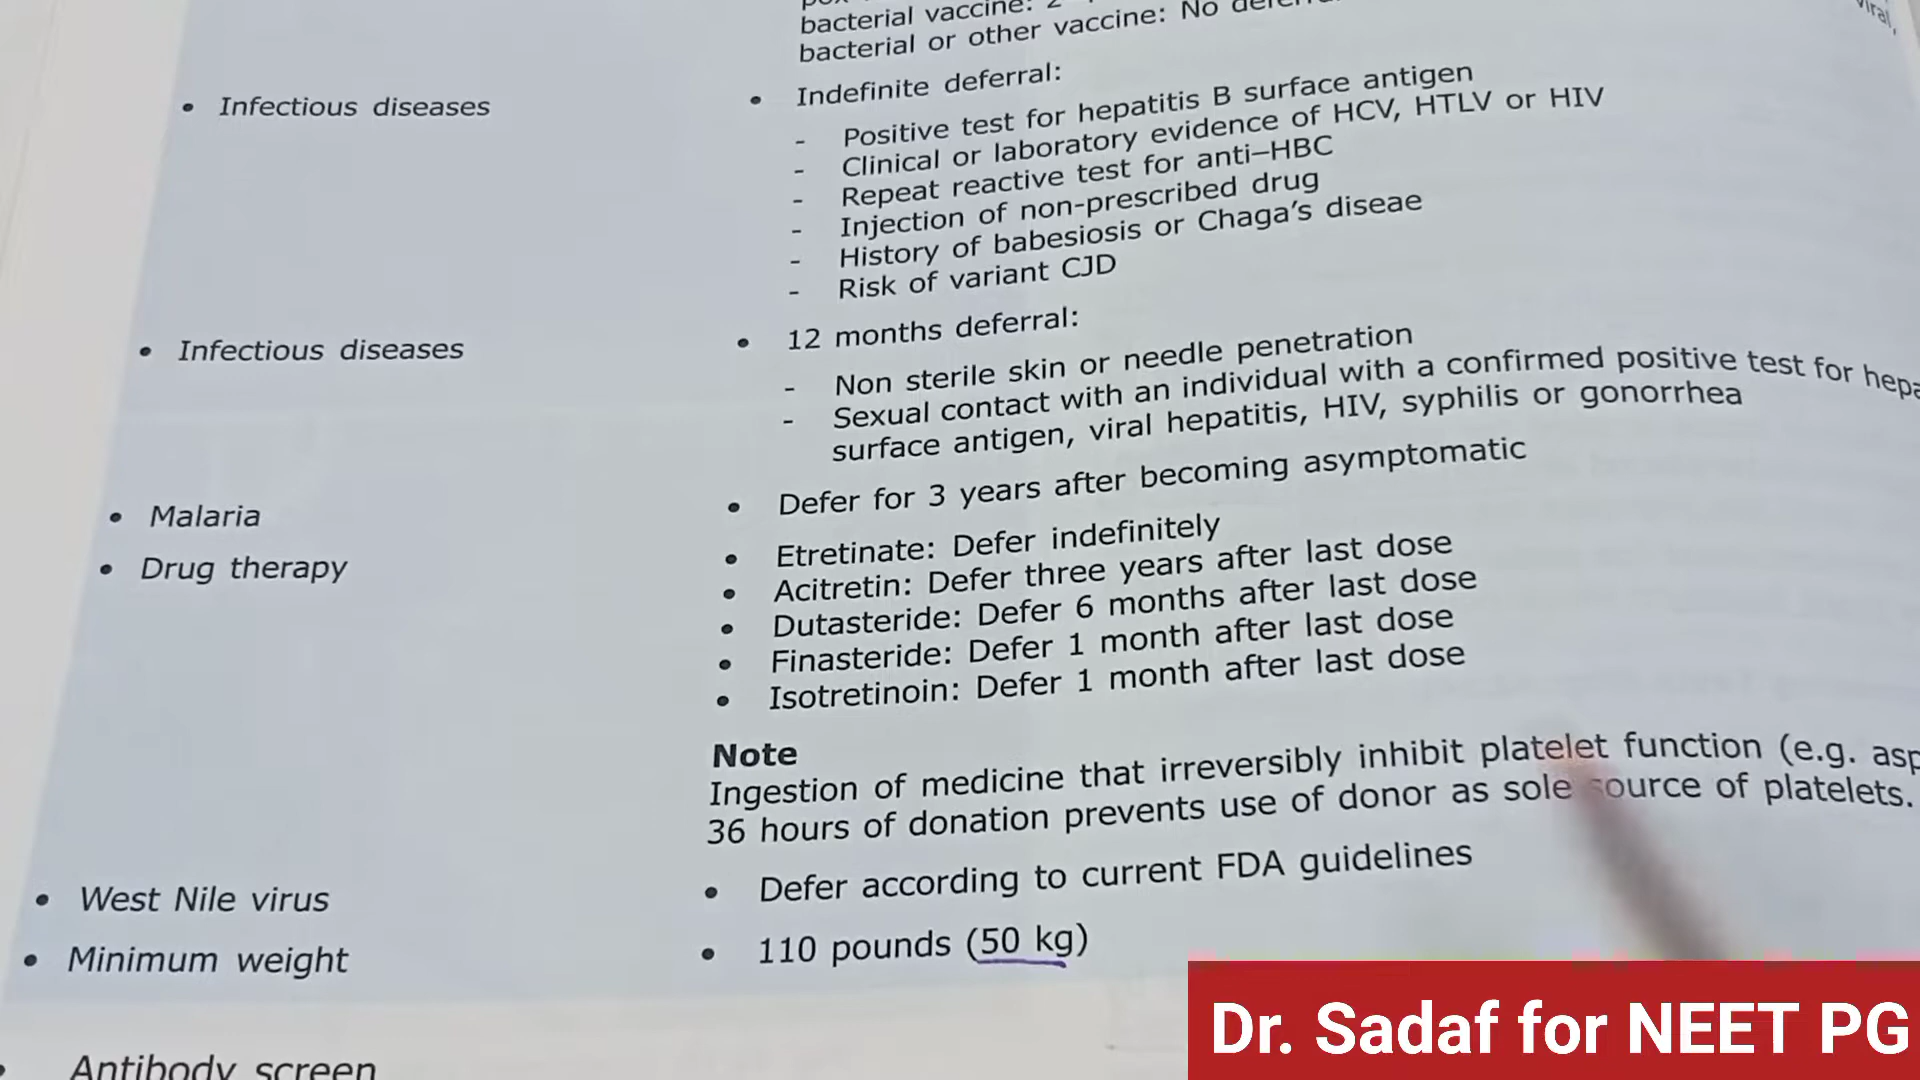 bacterial vaccine: 2
bacterial or other vaccine: No
viral,
• Infectious diseases
• Indefinite deferral:
- Positive test for hepatitis B surface antigen
- Clinical or laboratory evidence of HCV, HTLV or HIV
- Repeat reactive test for anti–HBC
- Injection of non-prescribed drug
- History of babesiosis or Chaga's diseae
- Risk of variant CJD
• Infectious diseases
• 12 months deferral:
- Non sterile skin or needle penetration
- Sexual contact with an individual with a confirmed positive test for hepa
surface antigen, viral hepatitis, HIV, syphilis or gonorrhea
• Malaria
• Defer for 3 years after becoming asymptomatic
• Drug therapy
• Etretinate: Defer indefinitely
• Acitretin: Defer three years after last dose
• Dutasteride: Defer 6 months after last dose
• Finasteride: Defer 1 month after last dose
• Isotretinoin: Defer 1 month after last dose
Note
Ingestion of medicine that irreversibly inhibit platelet function (e.g. asp
36 hours of donation prevents use of donor as sole source of platelets.
• West Nile virus
• Defer according to current FDA guidelines
• Minimum weight
• 110 pounds (50 kg)
Antibody screen
Dr. Sadaf for NEET PG